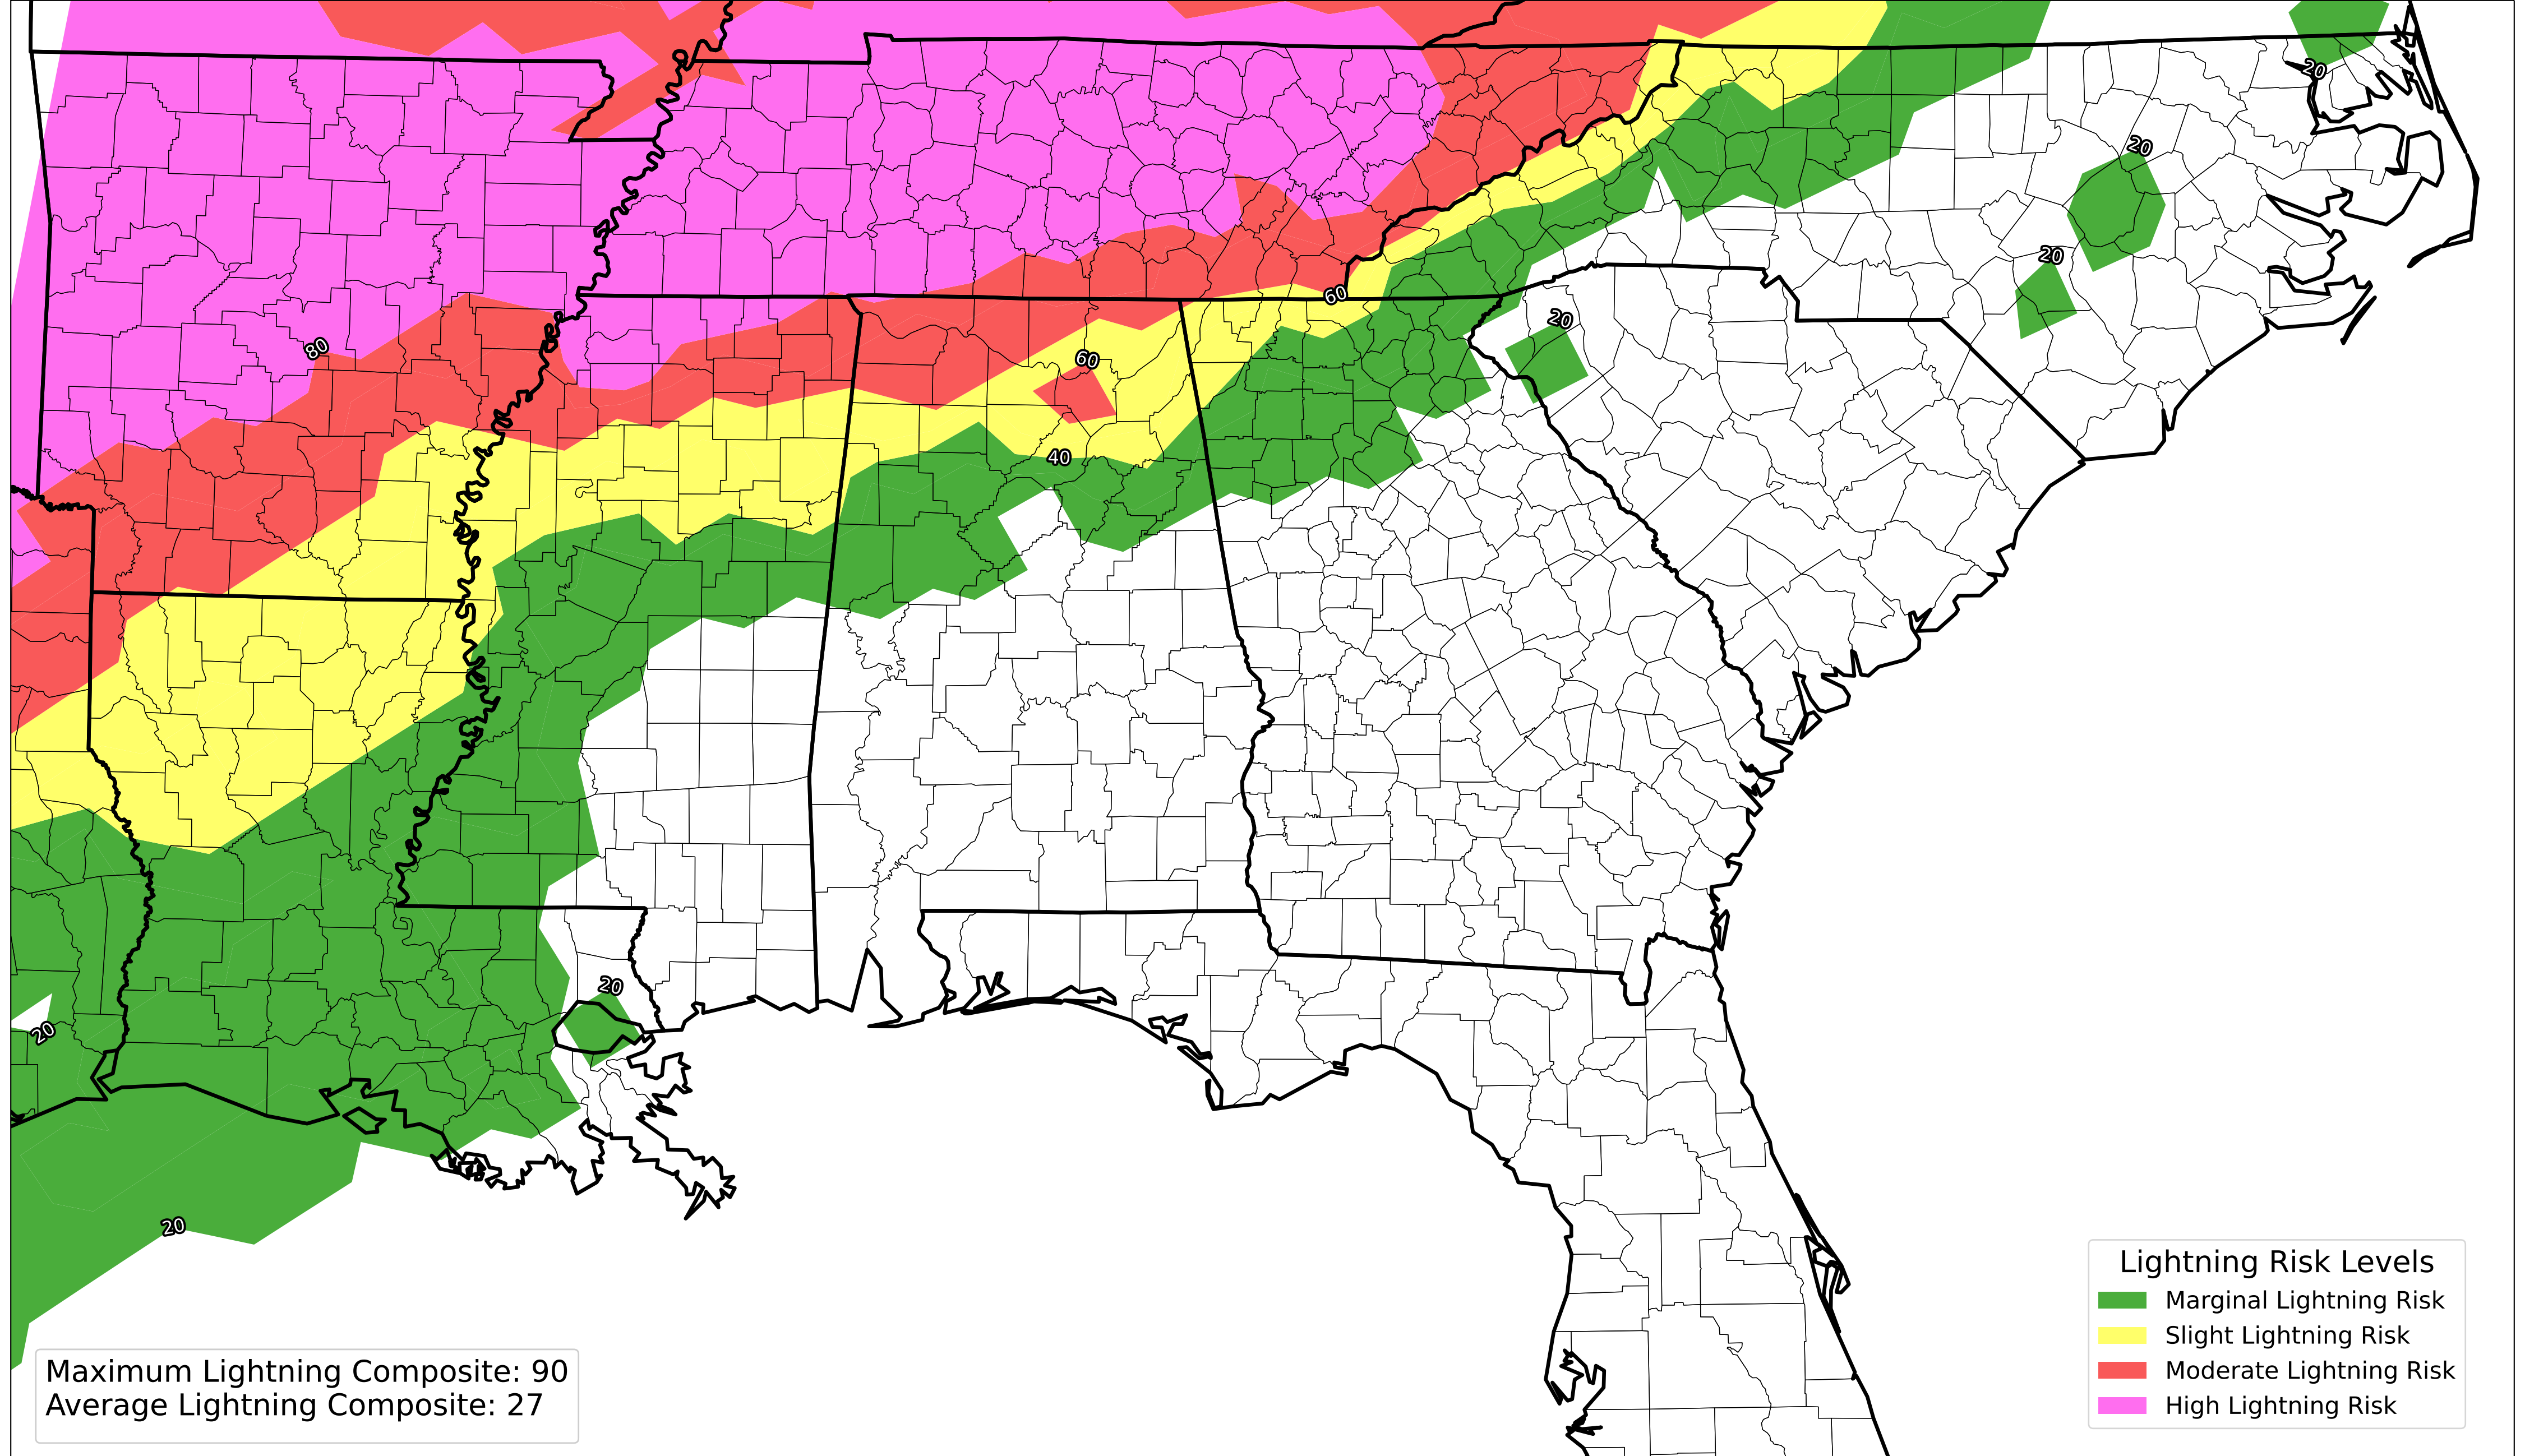 20
20
20
60
20
80
60
40
20
20
20
Lightning Risk Levels
Marginal Lightning Risk
Slight Lightning Risk
Moderate Lightning Risk
High Lightning Risk
Maximum Lightning Composite: 90
Average Lightning Composite: 27